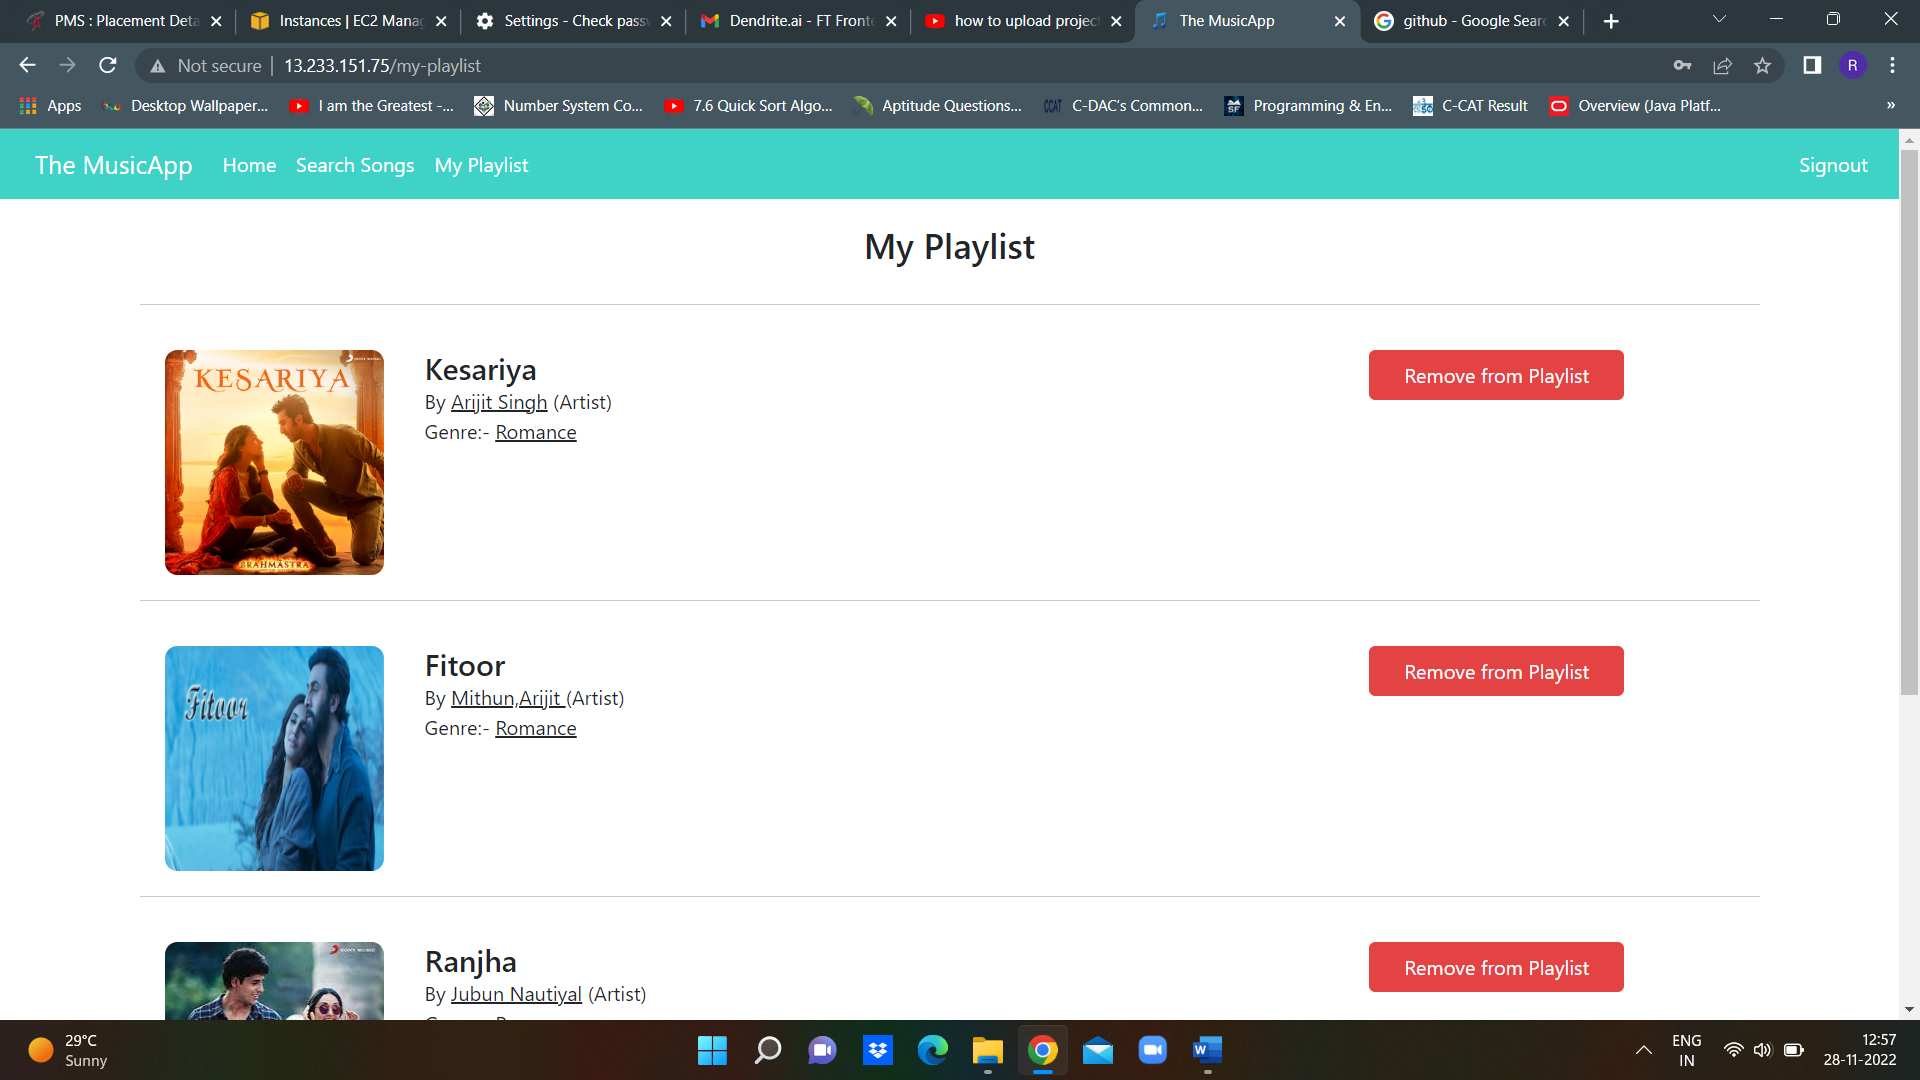 PMS : Placement Deta
Instances | EC2 Manag
Settings - Check passw
Dendrite.ai - FT Fronte
how to upload project
The MusicApp
github - Google Searc
Not secure
13.233.151.75/my-playlist
R
Apps
Desktop Wallpaper...
I am the Greatest -...
Number System Co...
7.6 Quick Sort Algo...
Aptitude Questions...
CCAT
C-DAC’s Common...
SF
Programming & En...
C-CAT Result
Overview (Java Platf...
»
The MusicApp
Home
Search Songs
My Playlist
Signout
My Playlist
KESARIYA
BRAHMASTRA
Kesariya
By Arijit Singh (Artist)
Genre:- Romance
Remove from Playlist
Fitoor
Fitoor
By Mithun,Arijit (Artist)
Genre:- Romance
Remove from Playlist
Ranjha
By Jubun Nautiyal (Artist)
Remove from Playlist
29°C
Sunny
ENG
IN
12:57
28-11-2022